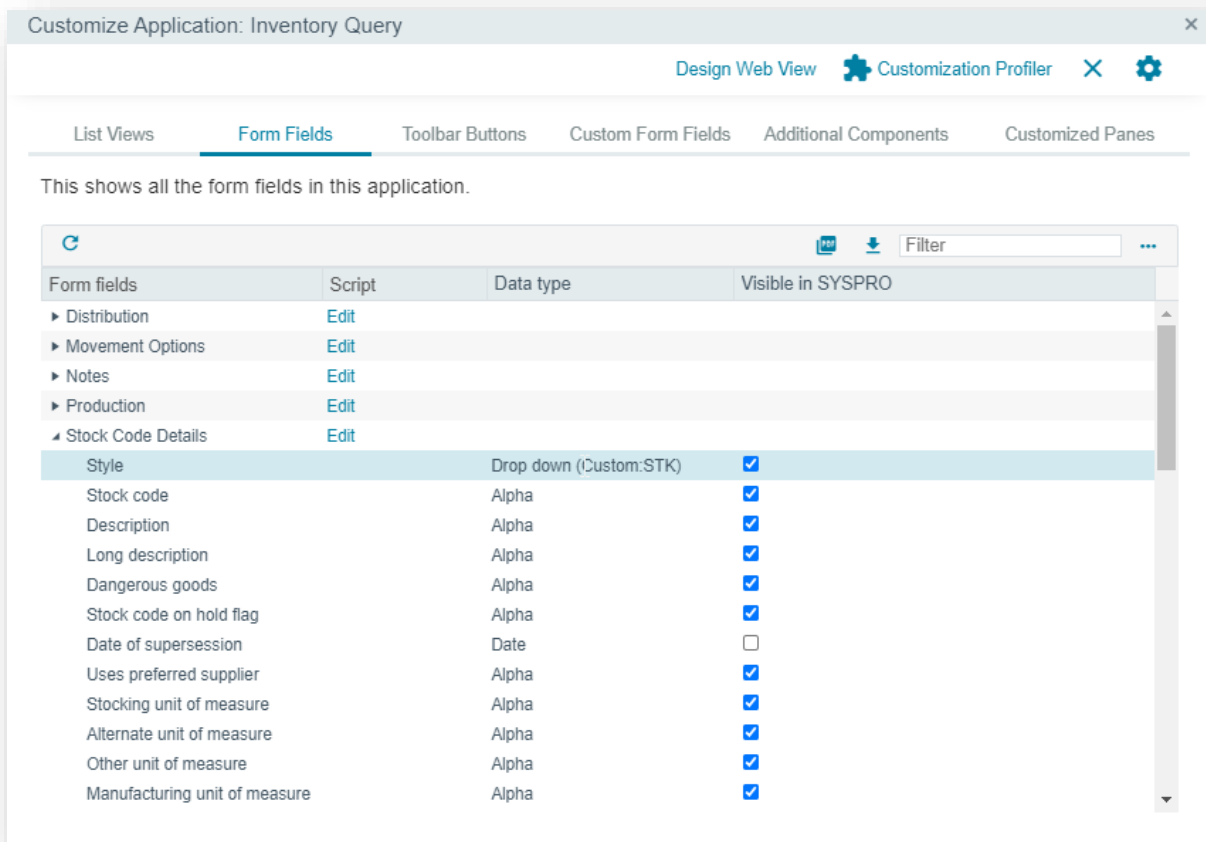 Customize Application: Inventory Query
Design Web View Customization Profiler
List Views Form Fields Toolbar Buttons Custom Form Fields Additional Components Customized Panes
This shows all the form fields in this application.
PDF Filter
Form fields Script Data type Visible in SYSPRO
Distribution Edit
Movement Options Edit
Notes Edit
Production Edit
Stock Code Details Edit
Style Drop down (Custom:STK)
Stock code Alpha
Description Alpha
Long description Alpha
Dangerous goods Alpha
Stock code on hold flag Alpha
Date of supersession Date
Uses preferred supplier Alpha
Stocking unit of measure Alpha
Alternate unit of measure Alpha
Other unit of measure Alpha
Manufacturing unit of measure Alpha